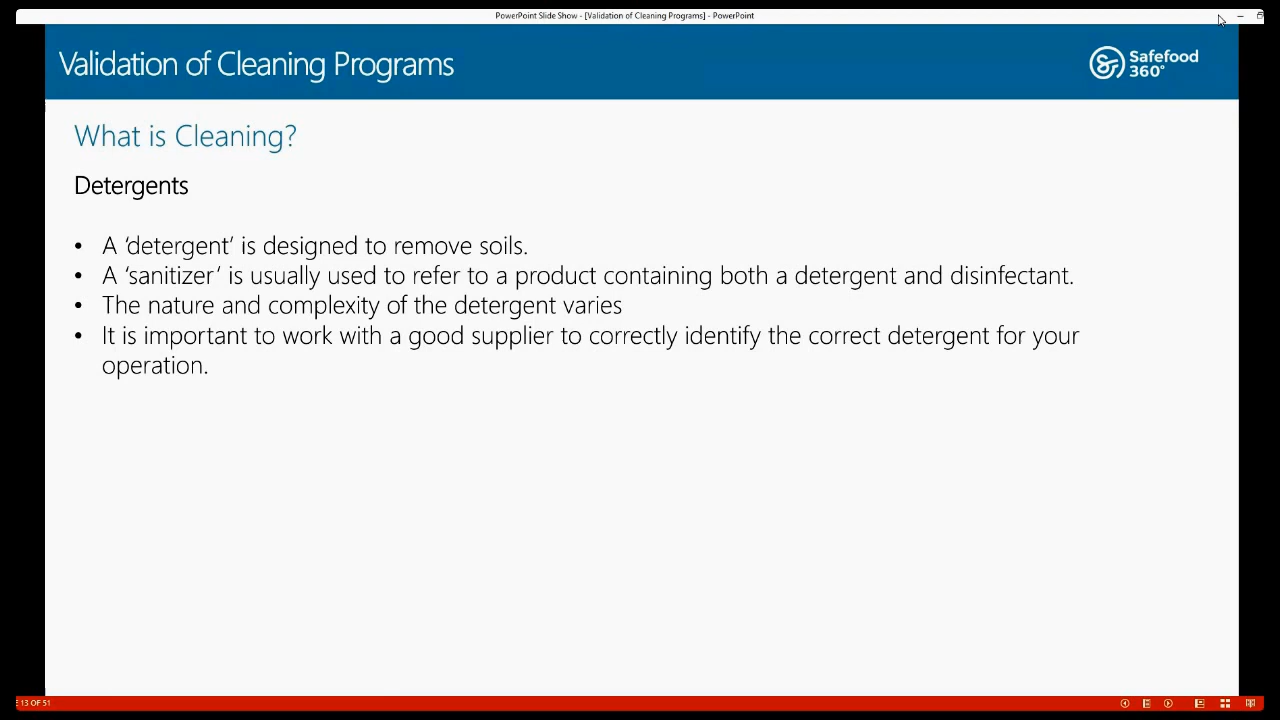 PowerPoint Slide Show - [Validation of Cleaning Programs] - PowerPoint
Validation of Cleaning Programs
Safefood
360°
What is Cleaning?
Detergents
• A ‘detergent’ is designed to remove soils.
• A ‘sanitizer’ is usually used to refer to a product containing both a detergent and disinfectant.
• The nature and complexity of the detergent varies
• It is important to work with a good supplier to correctly identify the correct detergent for your
operation.
E 13 OF 51